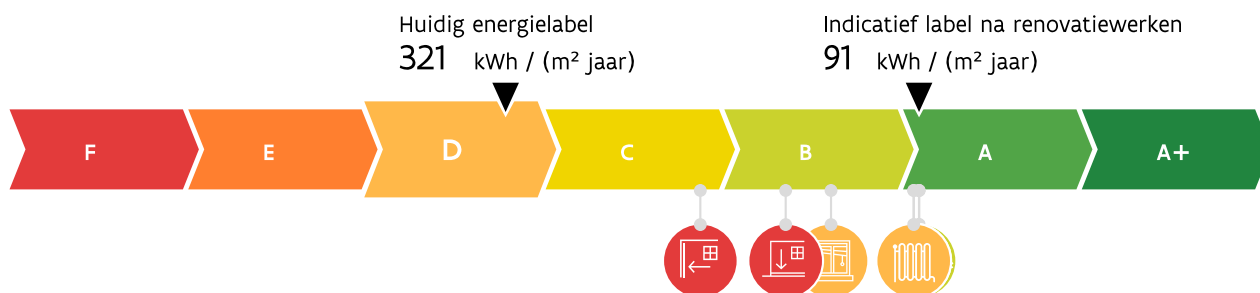 Huidig energielabel
321 kWh / (m² jaar)
Indicatief label na renovatiewerken
91 kWh / (m² jaar)
F E D C B A A+